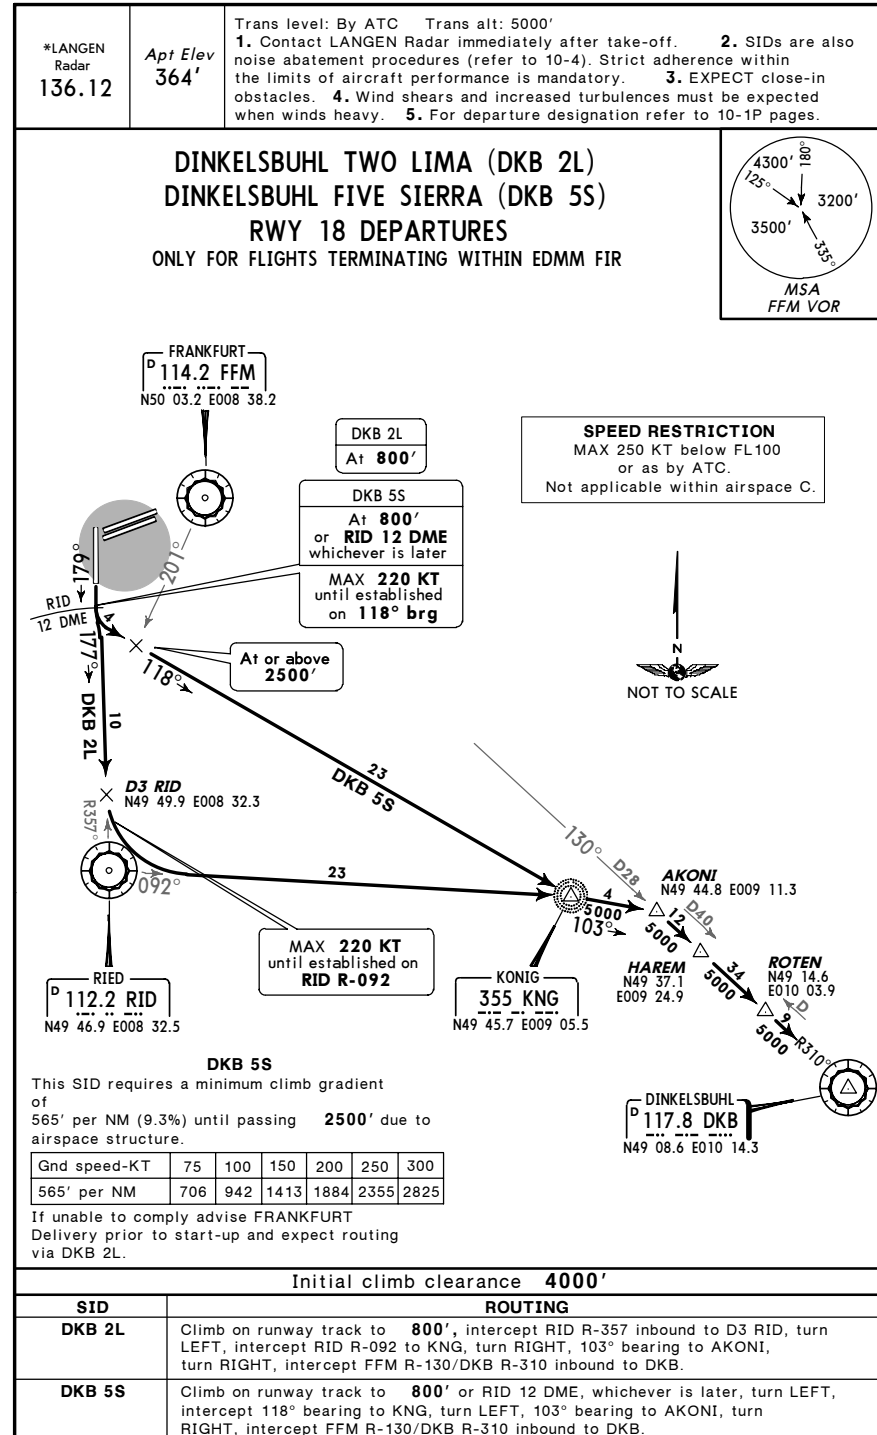 *LANGEN
Radar
136.12
Apt Elev
364'
Trans level: By ATC Trans alt: 5000'
1. Contact LANGEN Radar immediately after take-off. 2. SIDs are also
noise abatement procedures (refer to 10-4). Strict adherence within
the limits of aircraft performance is mandatory. 3. EXPECT close-in
obstacles. 4. Wind shears and increased turbulences must be expected
when winds heavy. 5. For departure designation refer to 10-1P pages.
DINKELSBUHL TWO LIMA (DKB 2L)
DINKELSBUHL FIVE SIERRA (DKB 5S)
RWY 18 DEPARTURES
ONLY FOR FLIGHTS TERMINATING WITHIN EDMM FIR
4300'
180°
125°
3200'
3500'
335°
MSA
FFM VOR
FRANKFURT
D 114.2 FFM
N50 03.2 E008 38.2
DKB 2L
At 800'
DKB 5S
At 800'
or RID 12 DME
whichever is later
MAX 220 KT
until established
on 118° brg
SPEED RESTRICTION
MAX 250 KT below FL100
or as by ATC.
Not applicable within airspace C.
179°
201°
RID
12 DME
4
177°
118°
At or above
2500'
N
NOT TO SCALE
DKB 2L
10
23
DKB 5S
D3 RID
N49 49.9 E008 32.3
R357°
092°
23
130°
D28
AKONI
N49 44.8 E009 11.3
4
5000
103°
12
5000
D40
HAREM
N49 37.1
E009 24.9
34
5000
ROTEN
N49 14.6
E010 03.9
D
9
5000
R310°
MAX 220 KT
until established on
RID R-092
RIED
D 112.2 RID
N49 46.9 E008 32.5
KONIG
355 KNG
N49 45.7 E009 05.5
DINKELSBUHL
D 117.8 DKB
N49 08.6 E010 14.3
DKB 5S
This SID requires a minimum climb gradient
of
565' per NM (9.3%) until passing 2500' due to
airspace structure.
Gnd speed-KT 75 100 150 200 250 300
565' per NM 706 942 1413 1884 2355 2825
If unable to comply advise FRANKFURT
Delivery prior to start-up and expect routing
via DKB 2L.
Initial climb clearance 4000'
SID ROUTING
DKB 2L Climb on runway track to 800', intercept RID R-357 inbound to D3 RID, turn
LEFT, intercept RID R-092 to KNG, turn RIGHT, 103° bearing to AKONI,
turn RIGHT, intercept FFM R-130/DKB R-310 inbound to DKB.
DKB 5S Climb on runway track to 800' or RID 12 DME, whichever is later, turn LEFT,
intercept 118° bearing to KNG, turn LEFT, 103° bearing to AKONI, turn
RIGHT, intercept FFM R-130/DKB R-310 inbound to DKB.